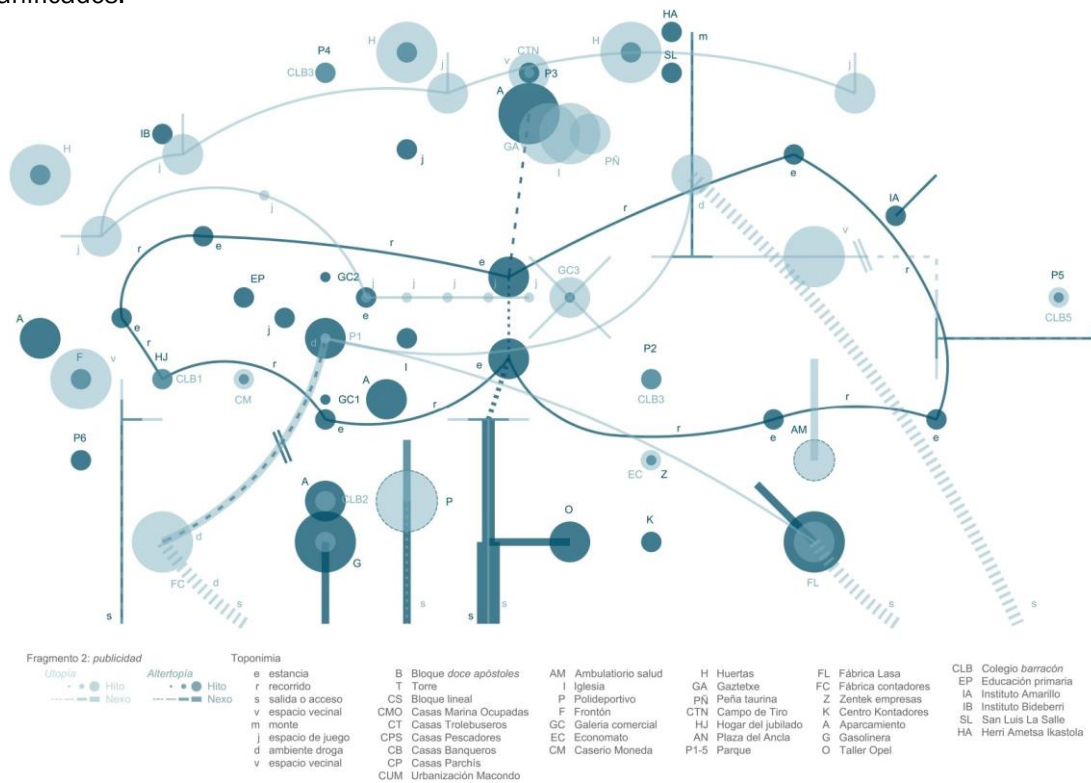 anificados.
HA
m
P4
H
CTN
H
SL
CLB3
j
v
P3
j
A
IB
GA
H
j
j
I
PÑ
e
d
IA
j
r
v
r
e
r
e
j
GC2
GC3
r
P5
EP
j
j
j
j
e
CLB5
A
e
j
d
P1
F
v
r
HJ
r
I
e
P2
CLB1
CM
A
GC1
r
CLB3
e
r
r
e
AM
e
P6
EC
Z
A
CLB2
P
O
K
d
G
FC
d
FL
s
s
s
s
s
s
s
Fragmento 2: publicidad
Utopía
Altertopía
Hito
Hito
Nexo
Nexo
Toponimia
e estancia
r recorrido
s salida o acceso
v espacio vecinal
m monte
j espacio de juego
d ambiente droga
v espacio vecinal
B Bloque doce apóstoles
T Torre
CS Bloque lineal
CMO Casas Marina Ocupadas
CT Casas Trolebuseros
CPS Casas Pescadores
CB Casas Banqueros
CP Casas Parchís
CUM Urbanización Macondo
AM Ambulatiorio salud
I Iglesia
P Polideportivo
F Frontón
GC Galeria comercial
EC Economato
CM Caserio Moneda
H Huertas
GA Gaztetxe
PÑ Peña taurina
CTN Campo de Tiro
HJ Hogar del jubilado
AN Plaza del Ancla
P1-5 Parque
FL Fábrica Lasa
FC Fábrica contadores
Z Zentek empresas
K Centro Kontadores
A Aparcamiento
G Gasolinera
O Taller Opel
CLB Colegio barracón
EP Educación primaria
IA Instituto Amarillo
IB Instituto Bideberri
SL San Luis La Salle
HA Herri Ametsa Ikastola